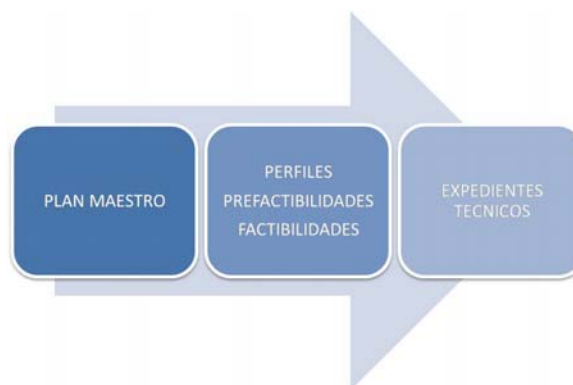 PLAN MAESTRO
PERFILES
PREFACTIBILIDADES
FACTIBILIDADES
EXPEDIENTES
TECNICOS